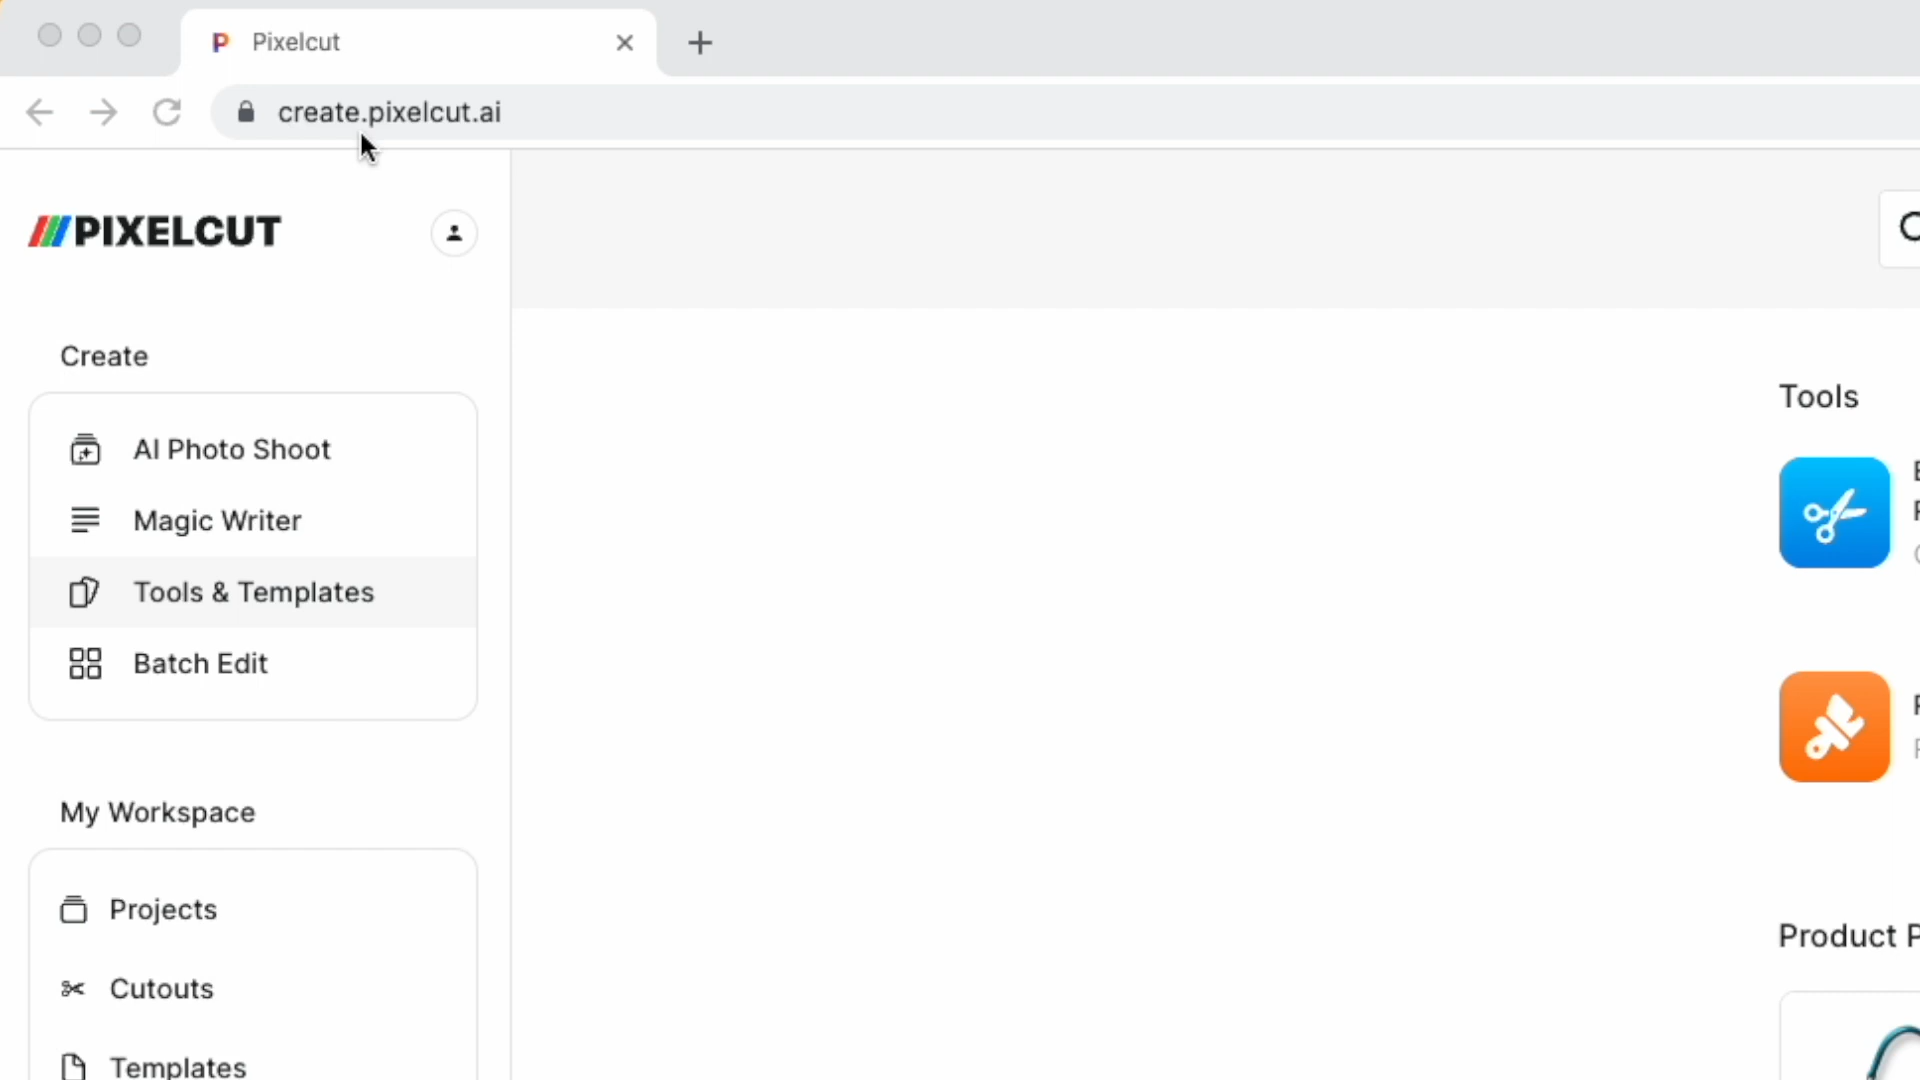 Pixelcut
create.pixelcut.ai
PIXELCUT
Create
AI Photo Shoot
Magic Writer
Tools & Templates
Batch Edit
My Workspace
Projects
Cutouts
Templates
Tools
Product